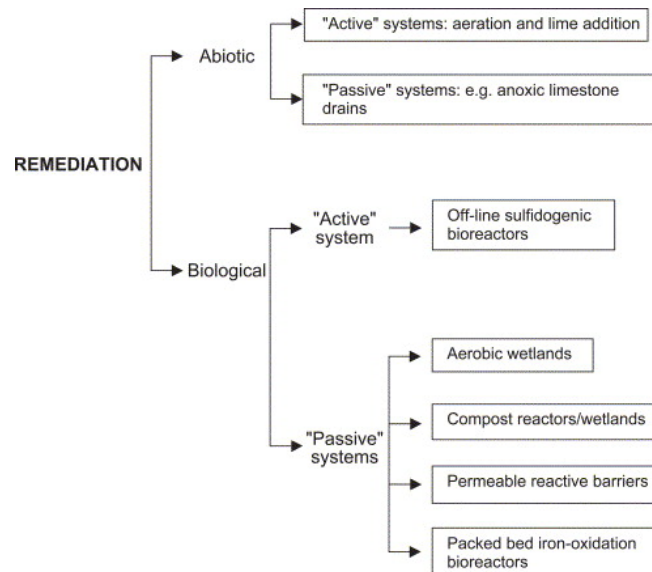 "Active" systems: aeration and lime addition
Abiotic
"Passive" systems: e.g. anoxic limestone
drains
REMEDIATION
"Active"
system
Off-line sulfidogenic
bioreactors
Biological
Aerobic wetlands
"Passive"
systems
Compost reactors/wetlands
Permeable reactive barriers
Packed bed iron-oxidation
bioreactors